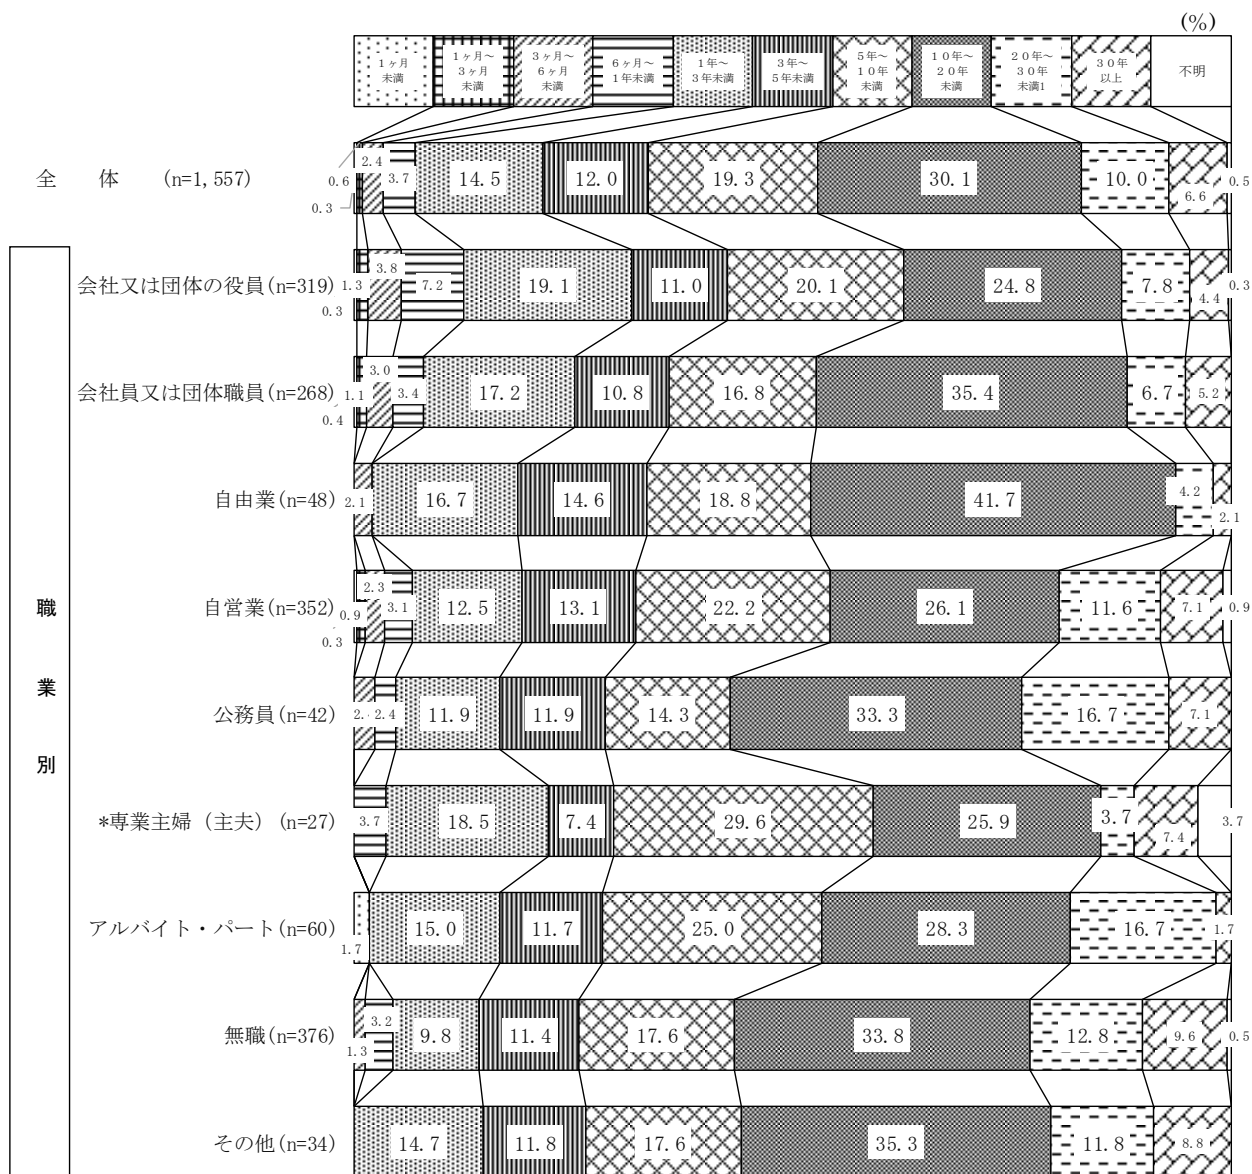 (%)
1ヶ月
未満
1ヶ月～
3ヶ月
未満
3ヶ月～
6ヶ月
未満
6ヶ月～
1年未満
1年～
3年未満
3年～
5年未満
5年～
10年
未満
10年～
20年
未満
20年～
30年
未満1
30年
以上
不明
全 体 (n=1,557)
0.3 0.6 2.4 3.7 14.5 12.0 19.3 30.1 10.0 6.6 0.5
職業別
会社又は団体の役員(n=319)
0.3 1.3 3.8 7.2 19.1 11.0 20.1 24.8 7.8 4.4 0.3
会社員又は団体職員(n=268)
0.4 1.1 3.0 3.4 17.2 10.8 16.8 35.4 6.7 5.2
自由業(n=48)
2.1 16.7 14.6 18.8 41.7 4.2 2.1
自営業(n=352)
0.3 0.9 2.3 3.1 12.5 13.1 22.2 26.1 11.6 7.1 0.9
公務員(n=42)
2. 2.4 11.9 11.9 14.3 33.3 16.7 7.1
*専業主婦（主夫）(n=27)
3.7 18.5 7.4 29.6 25.9 3.7 7.4 3.7
アルバイト・パート(n=60)
1.7 15.0 11.7 25.0 28.3 16.7 1.7
無職(n=376)
1.3 3.2 9.8 11.4 17.6 33.8 12.8 9.6 0.5
その他(n=34)
14.7 11.8 17.6 35.3 11.8 8.8